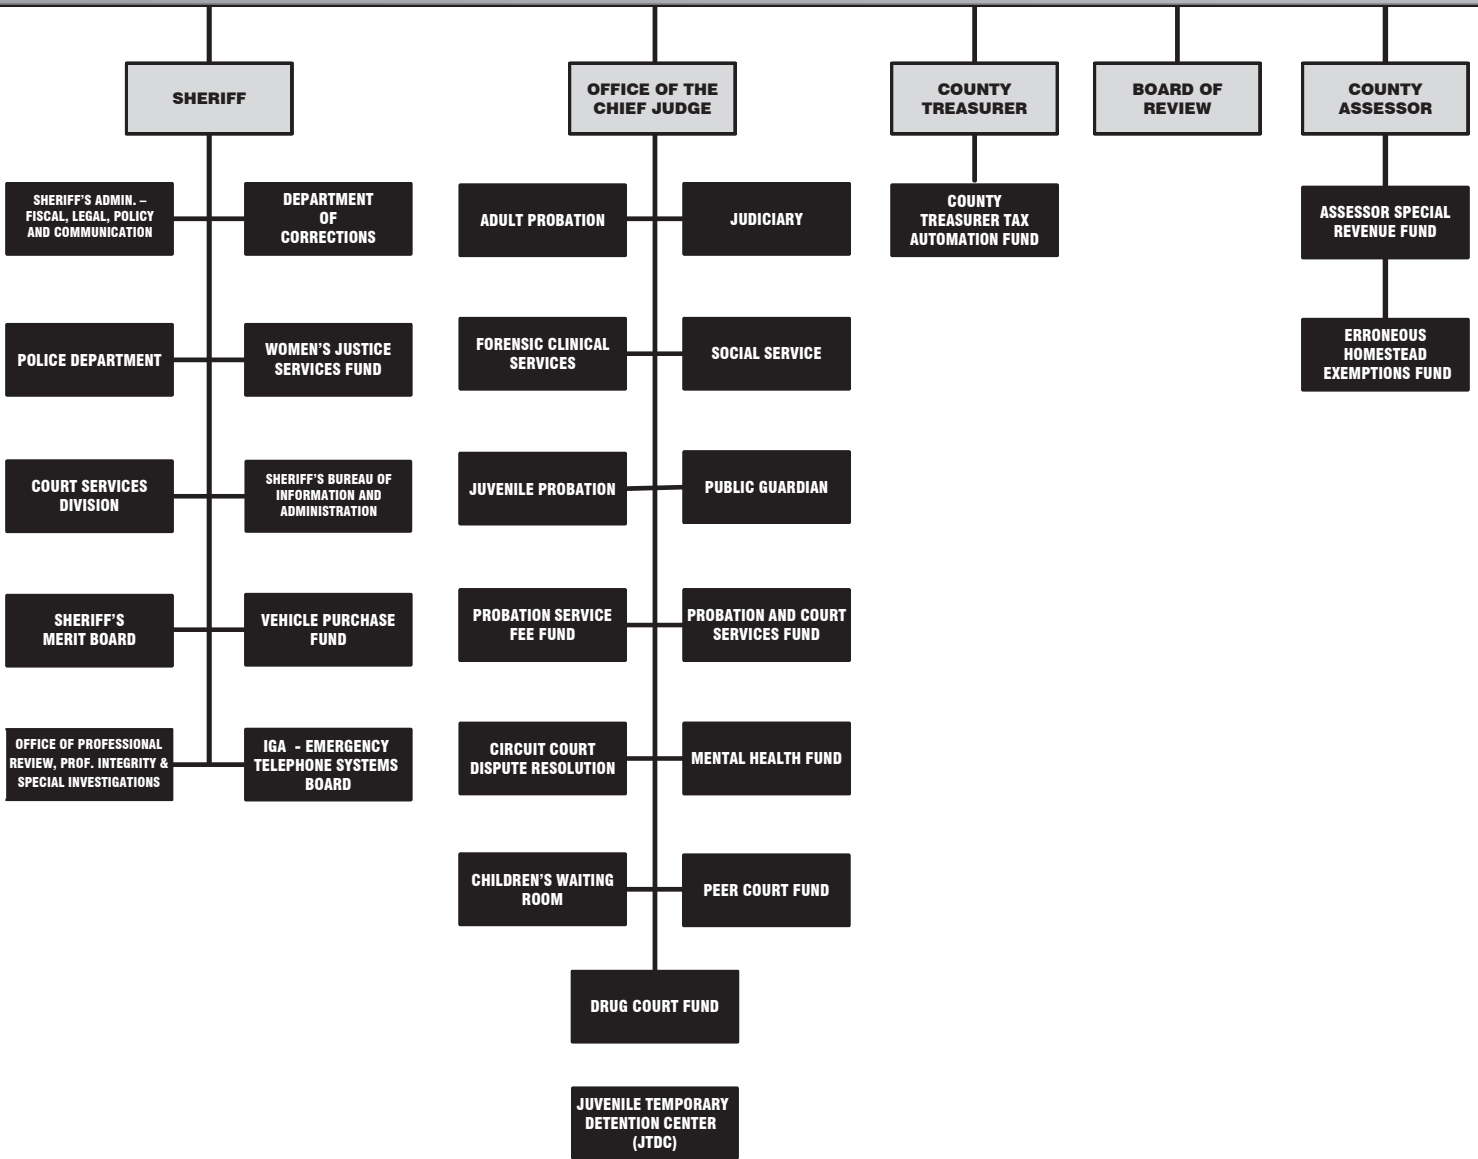 SHERIFF
OFFICE OF THE
CHIEF JUDGE
COUNTY
TREASURER
BOARD OF
REVIEW
COUNTY
ASSESSOR
SHERIFF'S ADMIN. –
FISCAL, LEGAL, POLICY
AND COMMUNICATION
DEPARTMENT
OF
CORRECTIONS
POLICE DEPARTMENT
WOMEN'S JUSTICE
SERVICES FUND
COURT SERVICES
DIVISION
SHERIFF'S BUREAU OF
INFORMATION AND
ADMINISTRATION
SHERIFF'S
MERIT BOARD
VEHICLE PURCHASE
FUND
OFFICE OF PROFESSIONAL
REVIEW, PROF. INTEGRITY &
SPECIAL INVESTIGATIONS
IGA - EMERGENCY
TELEPHONE SYSTEMS
BOARD
ADULT PROBATION
JUDICIARY
FORENSIC CLINICAL
SERVICES
SOCIAL SERVICE
JUVENILE PROBATION
PUBLIC GUARDIAN
PROBATION SERVICE
FEE FUND
PROBATION AND COURT
SERVICES FUND
CIRCUIT COURT
DISPUTE RESOLUTION
MENTAL HEALTH FUND
CHILDREN'S WAITING
ROOM
PEER COURT FUND
DRUG COURT FUND
JUVENILE TEMPORARY
DETENTION CENTER
(JTDC)
COUNTY
TREASURER TAX
AUTOMATION FUND
ASSESSOR SPECIAL
REVENUE FUND
ERRONEOUS
HOMESTEAD
EXEMPTIONS FUND